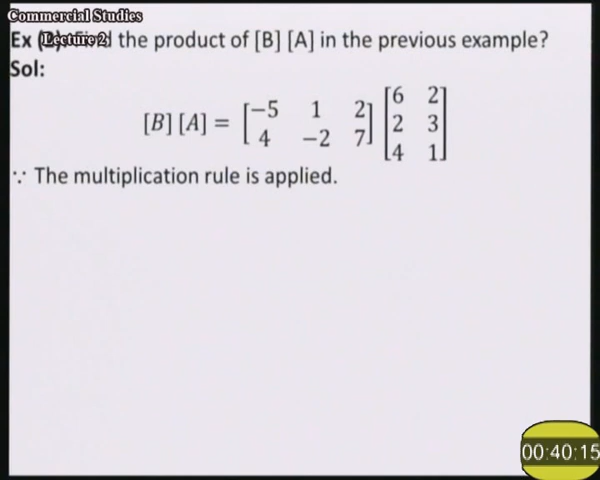 Commercial Studies
Lecture 2
Ex the product of [B] [A] in the previous example?
Sol:
[B] [A] = [−5 1 2
4 −2 7] [6 2
2 3
4 1]
∵ The multiplication rule is applied.
00:40:15